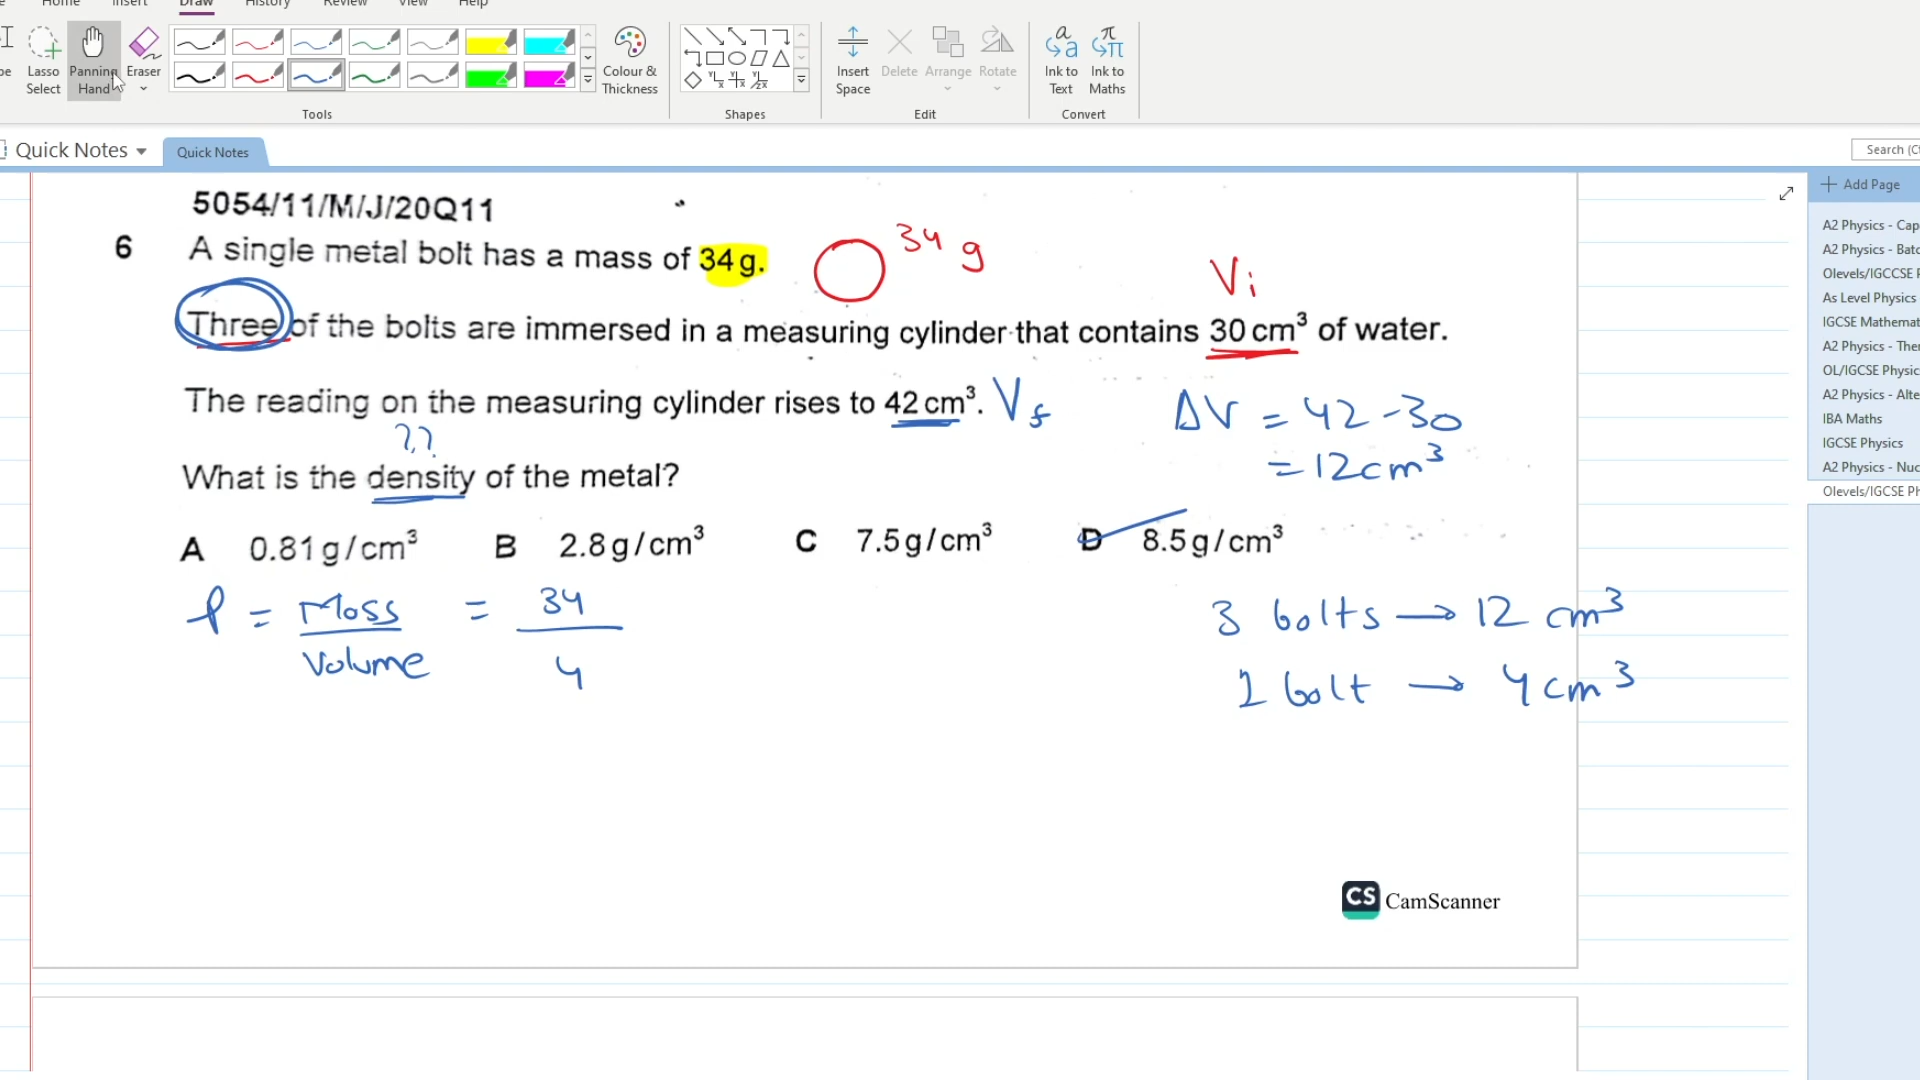 Home Insert Draw History Review View Help
Lasso Select
Panning Hand
Eraser
Colour & Thickness
Insert Space
Delete
Arrange
Rotate
Ink to Text
Ink to Maths
Tools
Shapes
Edit
Convert
Quick Notes
Quick Notes
Search (Ct
Add Page
5054/11/M/J/20Q11
6 A single metal bolt has a mass of 34 g.
34 g
Vi
Three of the bolts are immersed in a measuring cylinder that contains 30 cm³ of water.
The reading on the measuring cylinder rises to 42 cm³. Vf
ΔV = 42 - 30
= 12 cm³
??
What is the density of the metal?
A 0.81 g/cm³ B 2.8 g/cm³ C 7.5 g/cm³ D 8.5 g/cm³
ρ = Mass / Volume = 34 / 4
3 bolts → 12 cm³
1 bolt → 4 cm³
CS CamScanner
A2 Physics - Cap
A2 Physics - Batc
Olevels/IGCCSE P
As Level Physics
IGCSE Mathemat
A2 Physics - Ther
OL/IGCSE Physic
A2 Physics - Alte
IBA Maths
IGCSE Physics
A2 Physics - Nuc
Olevels/IGCSE Ph